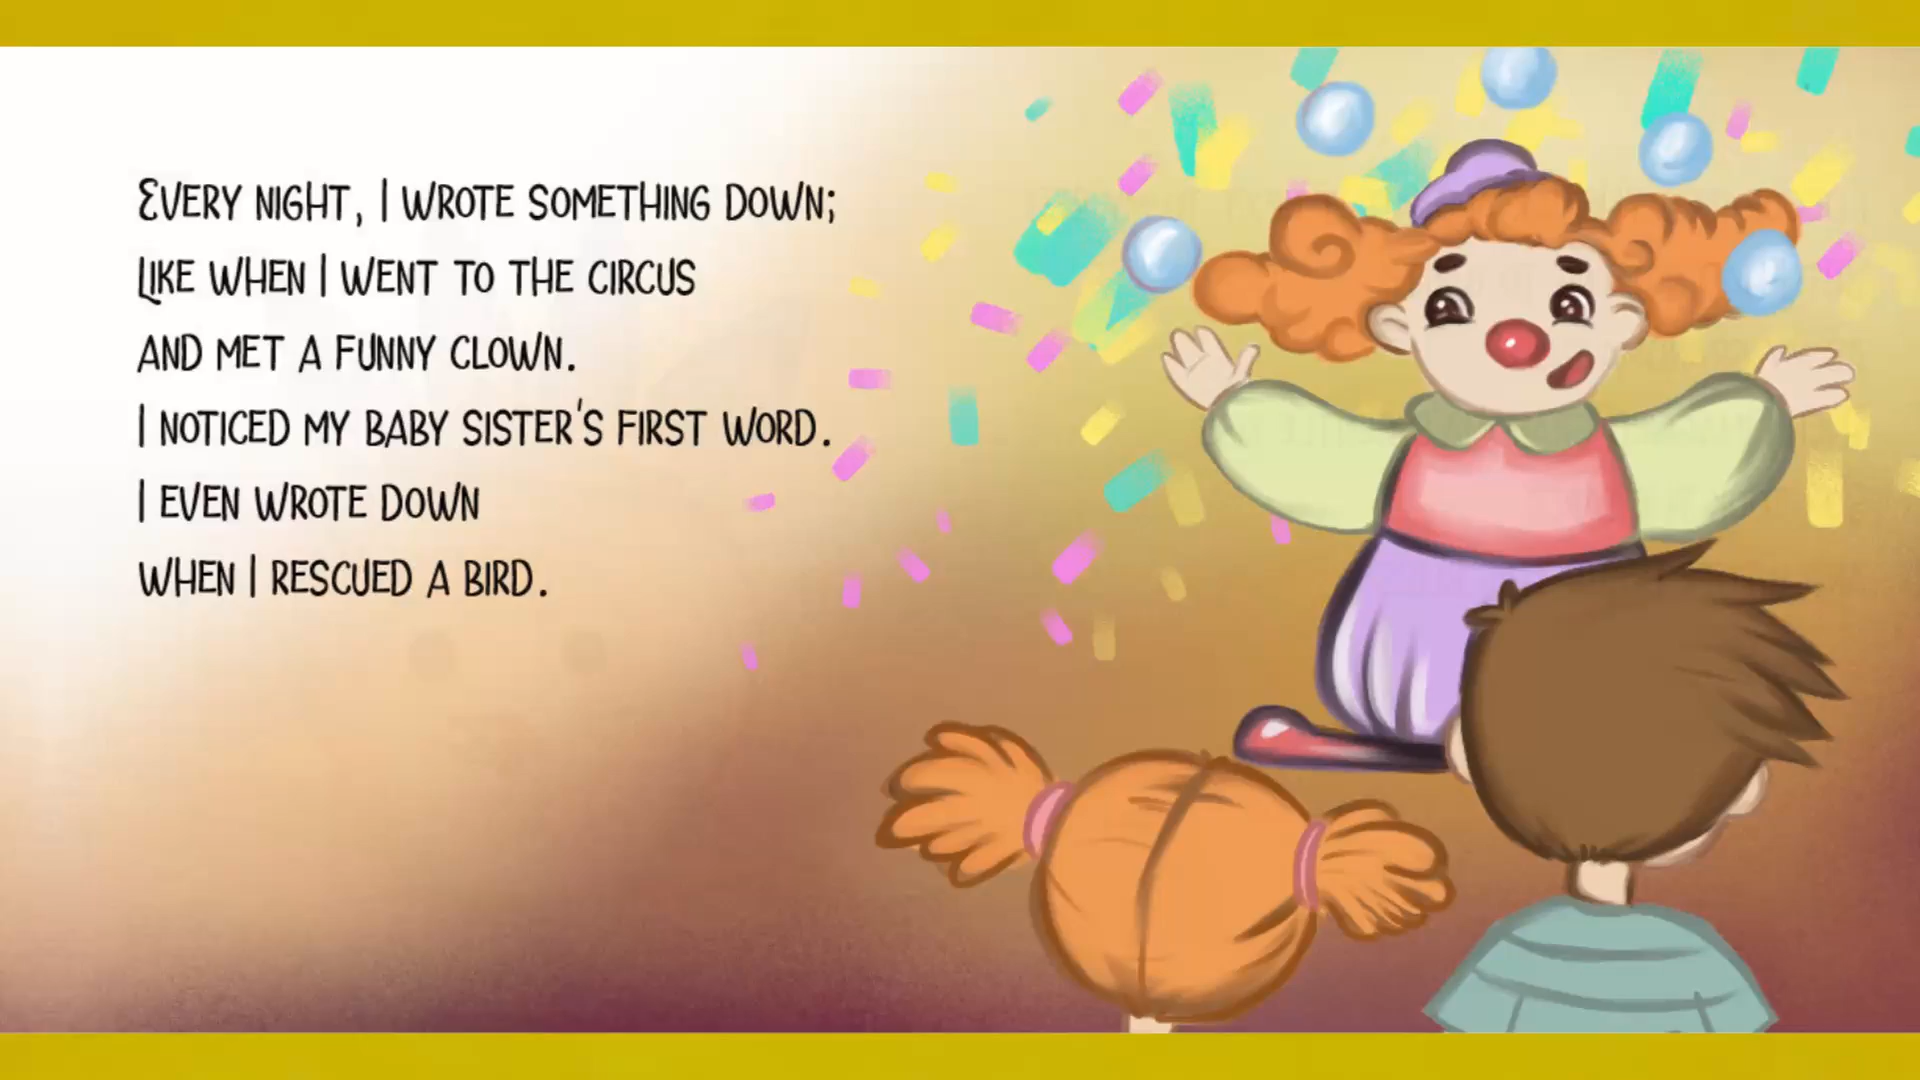 EVERY NIGHT, I WROTE SOMETHING DOWN;
LIKE WHEN I WENT TO THE CIRCUS
AND MET A FUNNY CLOWN.
I NOTICED MY BABY SISTER'S FIRST WORD.
I EVEN WROTE DOWN
WHEN I RESCUED A BIRD.